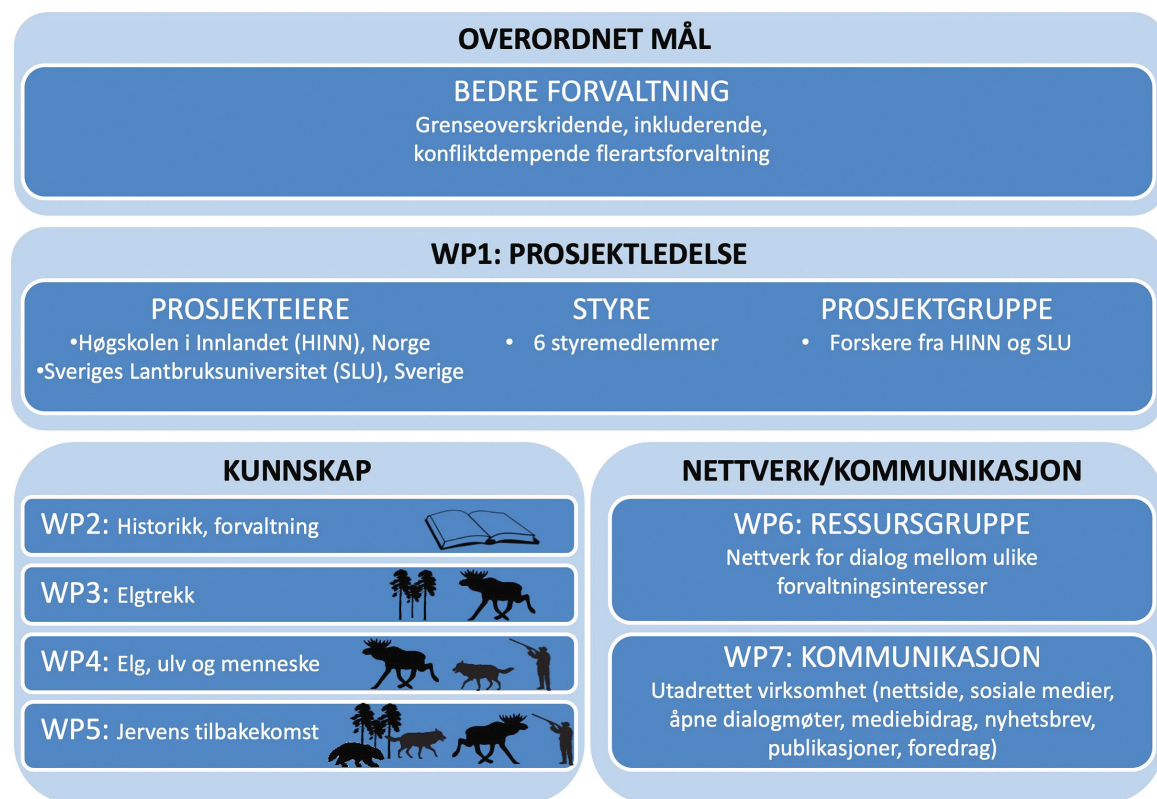 OVERORDNET MÅL
BEDRE FORVALTNING
Grenseoverskridende, inkluderende,
konfliktdempende flerartsforvaltning
WP1: PROSJEKTLEDELSE
PROSJEKTEIERE
•Høgskolen i Innlandet (HINN), Norge
•Sveriges Lantbruksuniversitet (SLU), Sverige
STYRE
• 6 styremedlemmer
PROSJEKTGRUPPE
• Forskere fra HINN og SLU
KUNNSKAP
WP2: Historikk, forvaltning
WP3: Elgtrekk
WP4: Elg, ulv og menneske
WP5: Jervens tilbakekomst
NETTVERK/KOMMUNIKASJON
WP6: RESSURSGRUPPE
Nettverk for dialog mellom ulike
forvaltningsinteresser
WP7: KOMMUNIKASJON
Utadrettet virksomhet (nettside, sosiale medier,
åpne dialogmøter, mediebidrag, nyhetsbrev,
publikasjoner, foredrag)